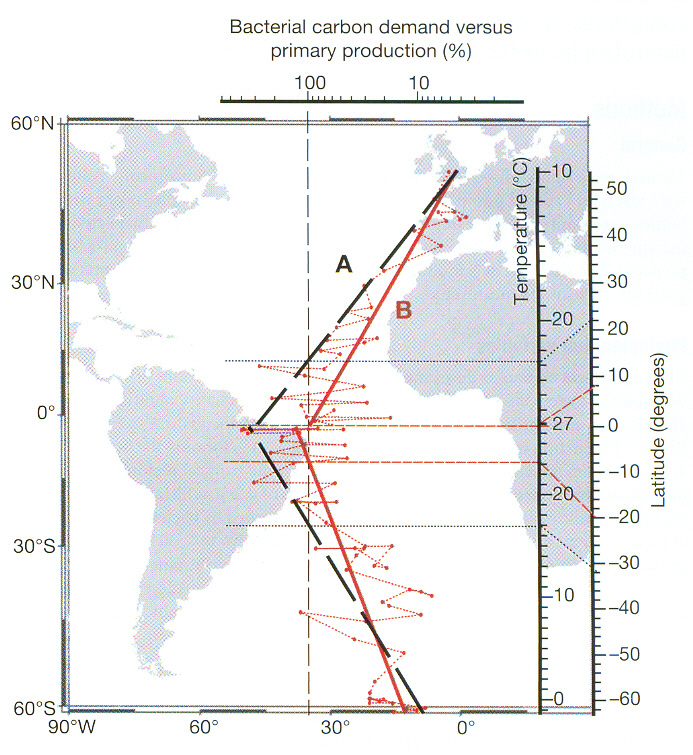 Bacterial carbon demand versus
primary production (%)
100 10
60°N
30°N
0°
30°S
60°S
90°W 60° 30° 0°
A
B
Temperature (°C)
10
20
27
20
10
0
Latitude (degrees)
50
40
30
20
10
0
−10
−20
−30
−40
−50
−60